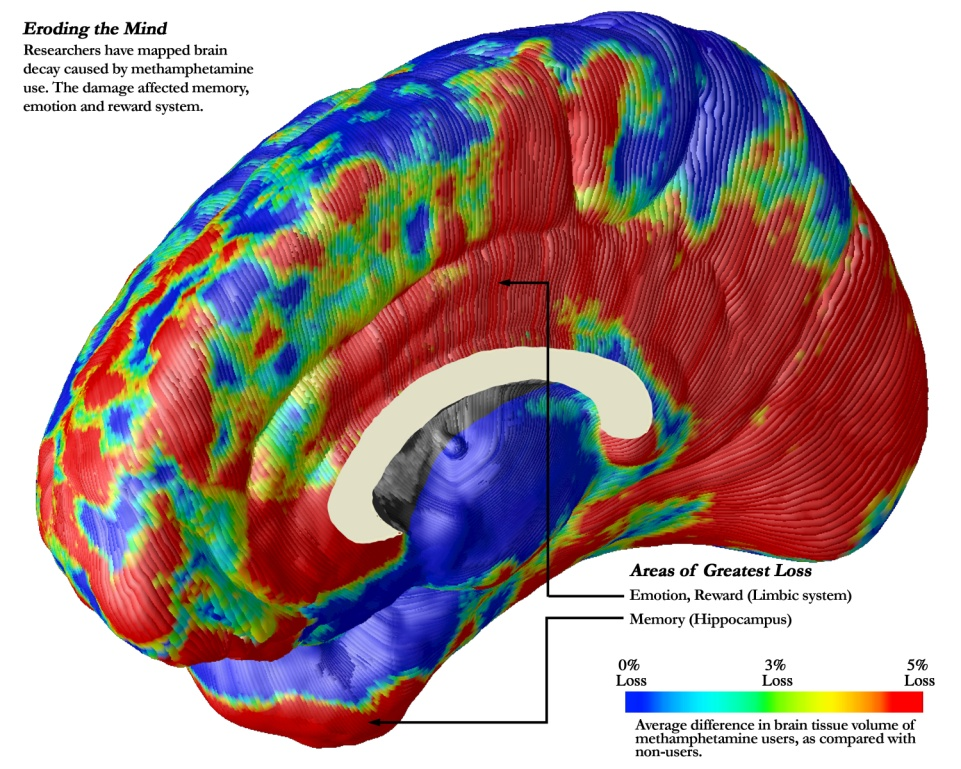 Eroding the Mind
Researchers have mapped brain
decay caused by methamphetamine
use. The damage affected memory,
emotion and reward system.
Areas of Greatest Loss
Emotion, Reward (Limbic system)
Memory (Hippocampus)
0% 3% 5%
Loss Loss Loss
Average difference in brain tissue volume of
methamphetamine users, as compared with
non-users.